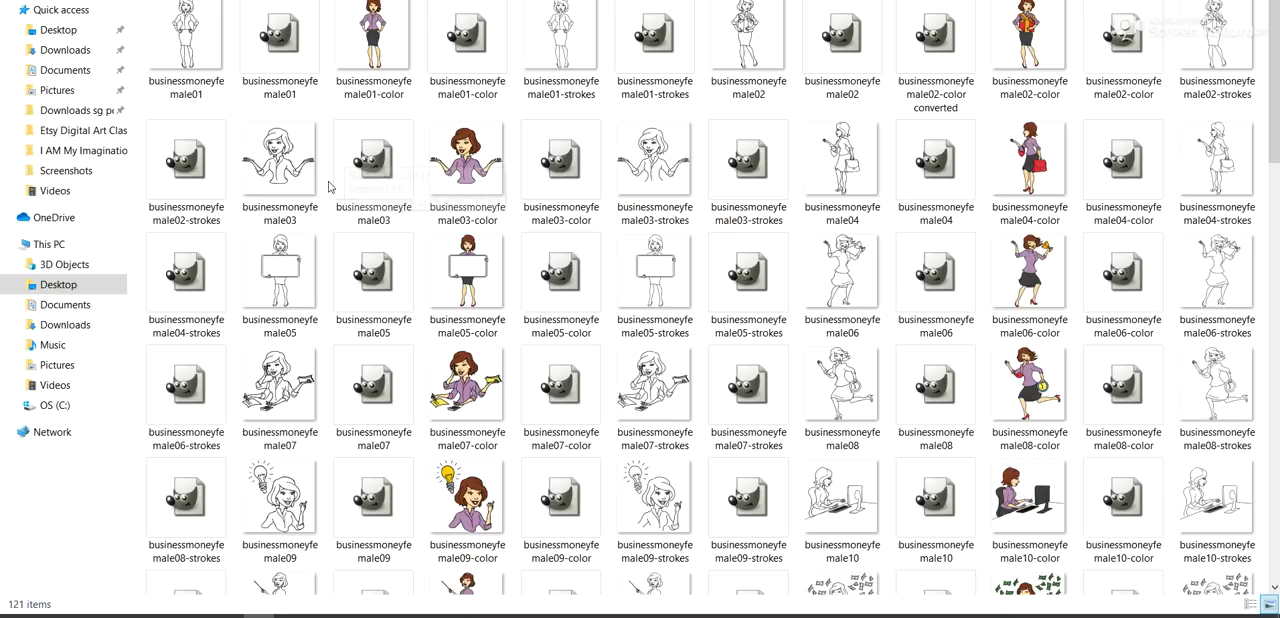 Quick access
Desktop
Downloads
Documents
Pictures
Downloads sg pc
Etsy Digital Art Clas
I AM My Imaginatio
Screenshots
Videos
OneDrive
This PC
3D Objects
Desktop
Documents
Downloads
Music
Pictures
Videos
OS (C:)
Network
businessmoneyfe businessmoneyfe businessmoneyfe businessmoneyfe businessmoneyfe businessmoneyfe businessmoneyfe businessmoneyfe businessmoneyfe businessmoneyfe businessmoneyfe businessmoneyfe
male01 male01 male01-color male01-color male01-strokes male01-strokes male02 male02 male02-color male02-color male02-color male02-strokes
converted
businessmoneyfe businessmoneyfe businessmoneyfe businessmoneyfe businessmoneyfe businessmoneyfe businessmoneyfe businessmoneyfe businessmoneyfe businessmoneyfe businessmoneyfe businessmoneyfe
male02-strokes male03 male03 male03-color male03-color male03-strokes male03-strokes male04 male04 male04-color male04-color male04-strokes
businessmoneyfe businessmoneyfe businessmoneyfe businessmoneyfe businessmoneyfe businessmoneyfe businessmoneyfe businessmoneyfe businessmoneyfe businessmoneyfe businessmoneyfe businessmoneyfe
male04-strokes male05 male05 male05-color male05-color male05-strokes male05-strokes male06 male06 male06-color male06-color male06-strokes
businessmoneyfe businessmoneyfe businessmoneyfe businessmoneyfe businessmoneyfe businessmoneyfe businessmoneyfe businessmoneyfe businessmoneyfe businessmoneyfe businessmoneyfe businessmoneyfe
male06-strokes male07 male07 male07-color male07-color male07-strokes male07-strokes male08 male08 male08-color male08-color male08-strokes
businessmoneyfe businessmoneyfe businessmoneyfe businessmoneyfe businessmoneyfe businessmoneyfe businessmoneyfe businessmoneyfe businessmoneyfe businessmoneyfe businessmoneyfe businessmoneyfe
male08-strokes male09 male09 male09-color male09-color male09-strokes male09-strokes male10 male10 male10-color male10-color male10-strokes
121 items